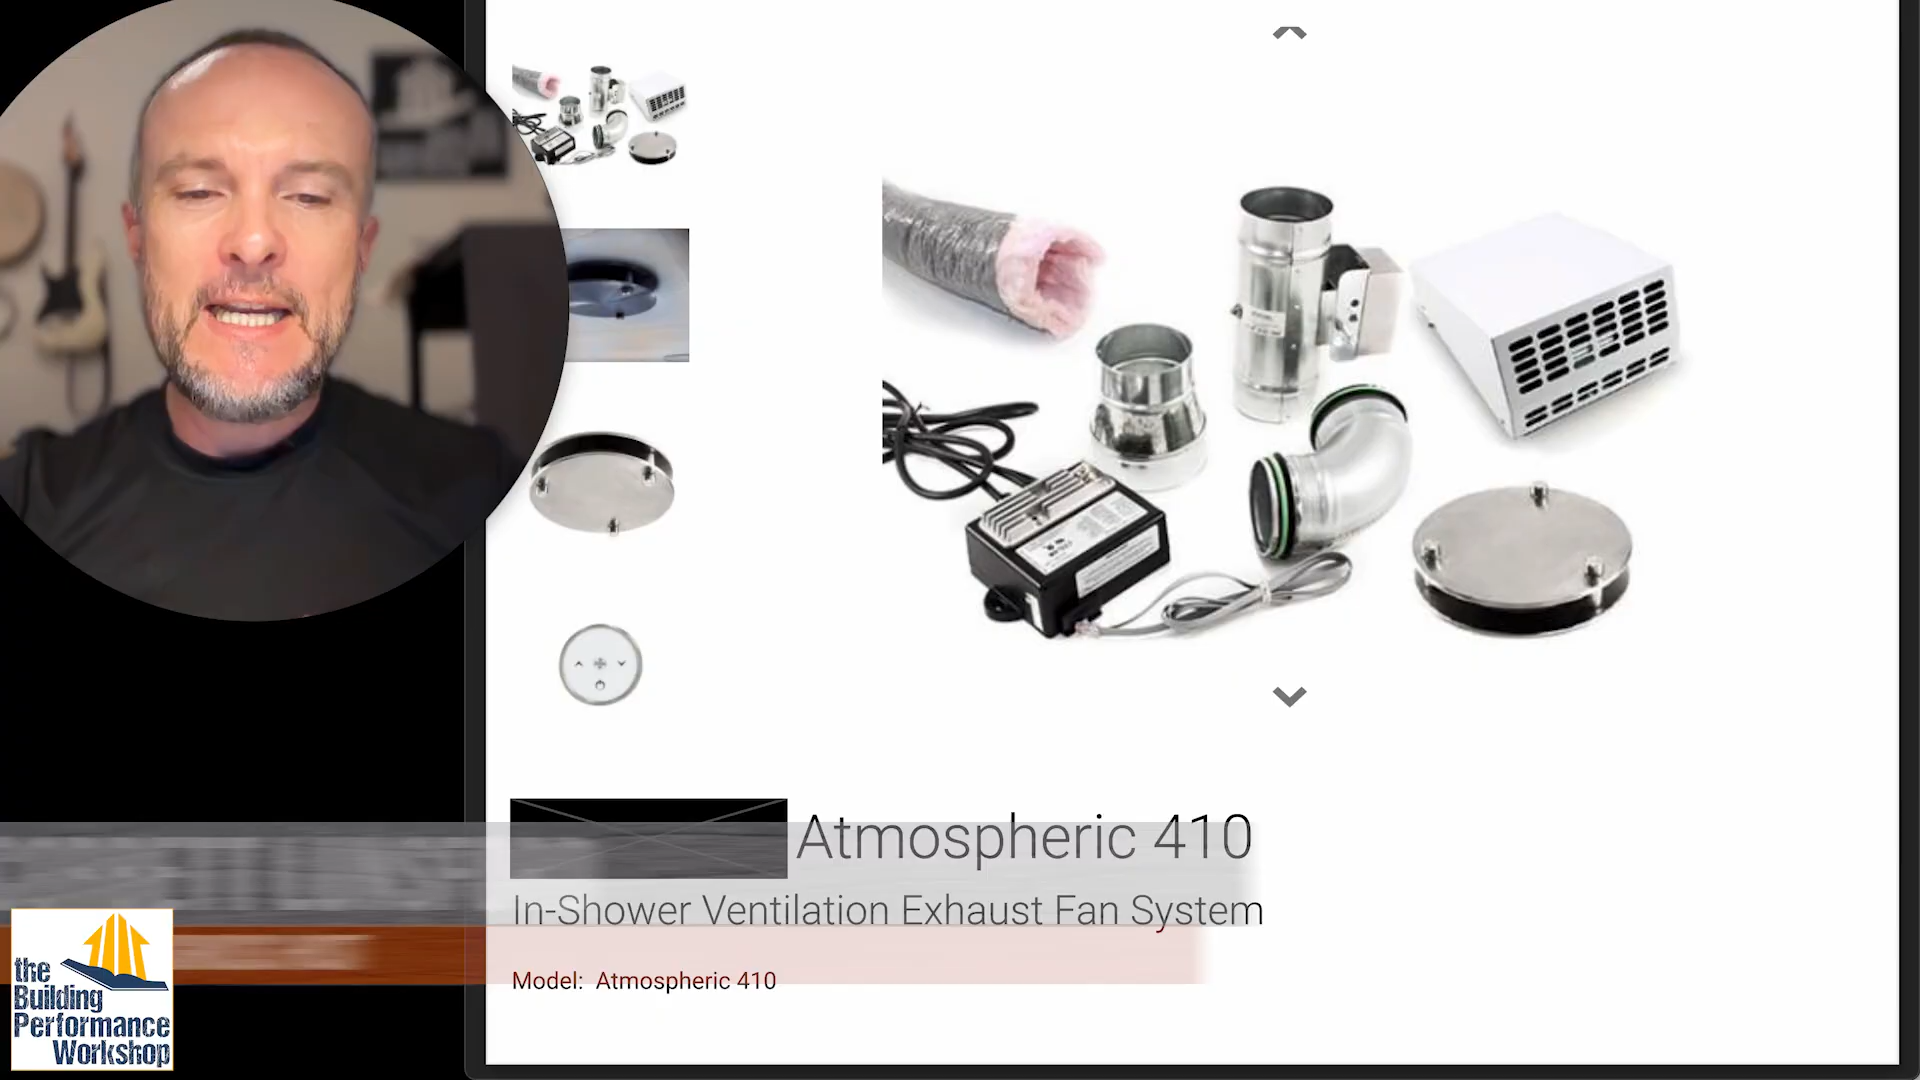 Atmospheric 410
In-Shower Ventilation Exhaust Fan System
Model: Atmospheric 410
the
Building
Performance
Workshop